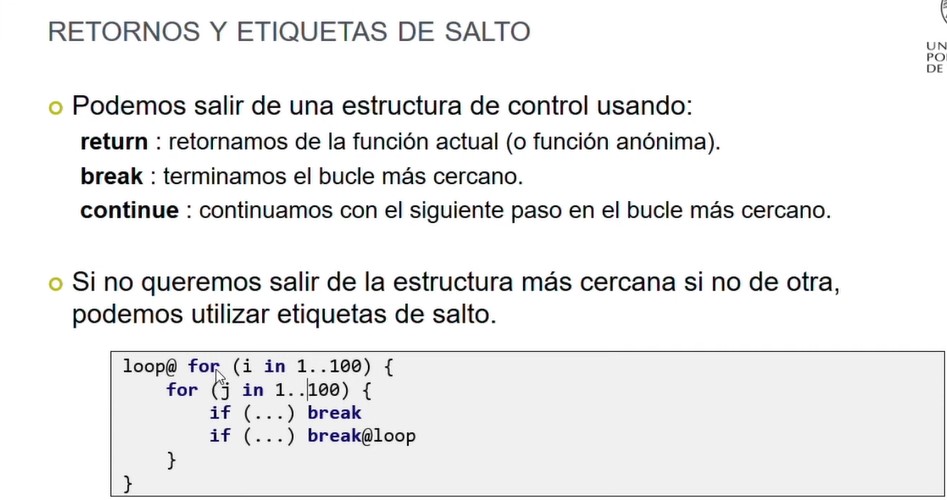 RETORNOS Y ETIQUETAS DE SALTO
UN
PO
DE
Podemos salir de una estructura de control usando:
return : retornamos de la función actual (o función anónima).
break : terminamos el bucle más cercano.
continue : continuamos con el siguiente paso en el bucle más cercano.
Si no queremos salir de la estructura más cercana si no de otra,
podemos utilizar etiquetas de salto.
loop@ for (i in 1..100) {
for (j in 1..100) {
if (...) break
if (...) break@loop
}
}